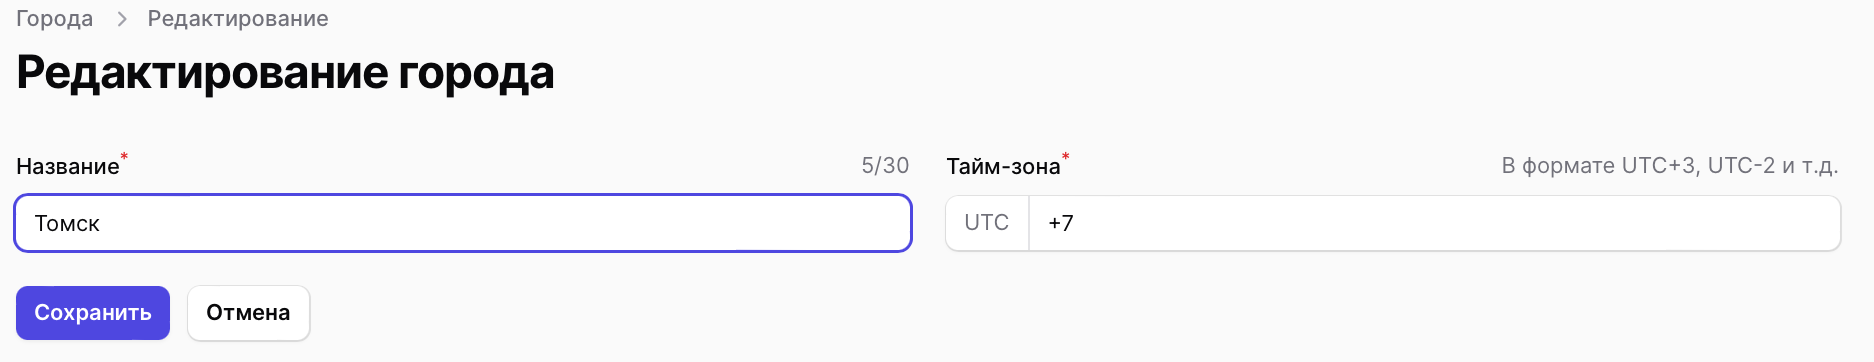 Города > Редактирование
Редактирование города
Название* 5/30
Тайм-зона* В формате UTC+3, UTC-2 и т.д.
Томск
UTC +7
Сохранить Отмена